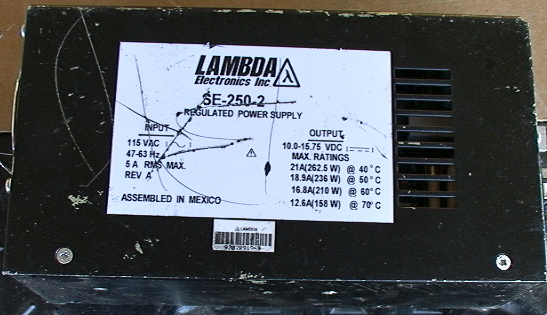 LAMBDA
Electronics Inc
SE-250-2
REGULATED POWER SUPPLY
INPUT
115 VAC
47-63 Hz
5 A RMS MAX.
REV A
ASSEMBLED IN MEXICO
OUTPUT
10.0-15.75 VDC
MAX. RATINGS
21A(262.5 W) @ 40°C
18.9A(236 W) @ 50°C
16.8A(210 W) @ 60°C
12.6A(158 W) @ 70°C
LAMBDA